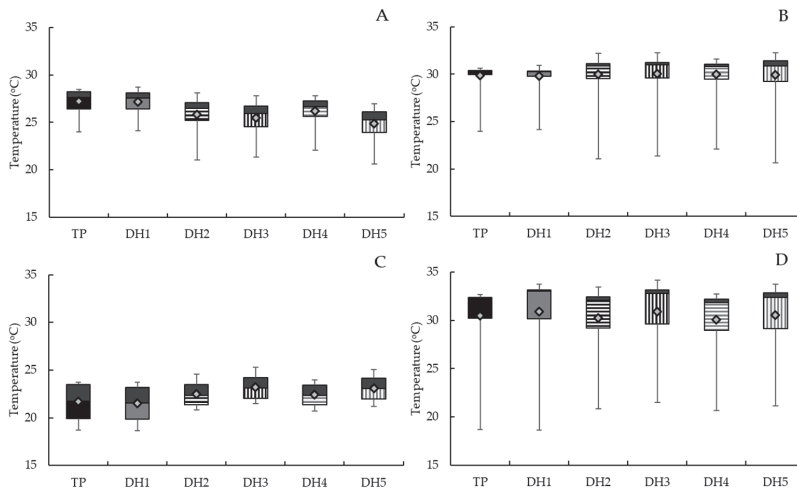 A
Temperature (°C)
35
30
25
20
15
TP DH1 DH2 DH3 DH4 DH5
B
Temperature (°C)
35
30
25
20
15
TP DH1 DH2 DH3 DH4 DH5
C
Temperature (°C)
35
30
25
20
15
TP DH1 DH2 DH3 DH4 DH5
D
Temperature (°C)
35
30
25
20
15
TP DH1 DH2 DH3 DH4 DH5